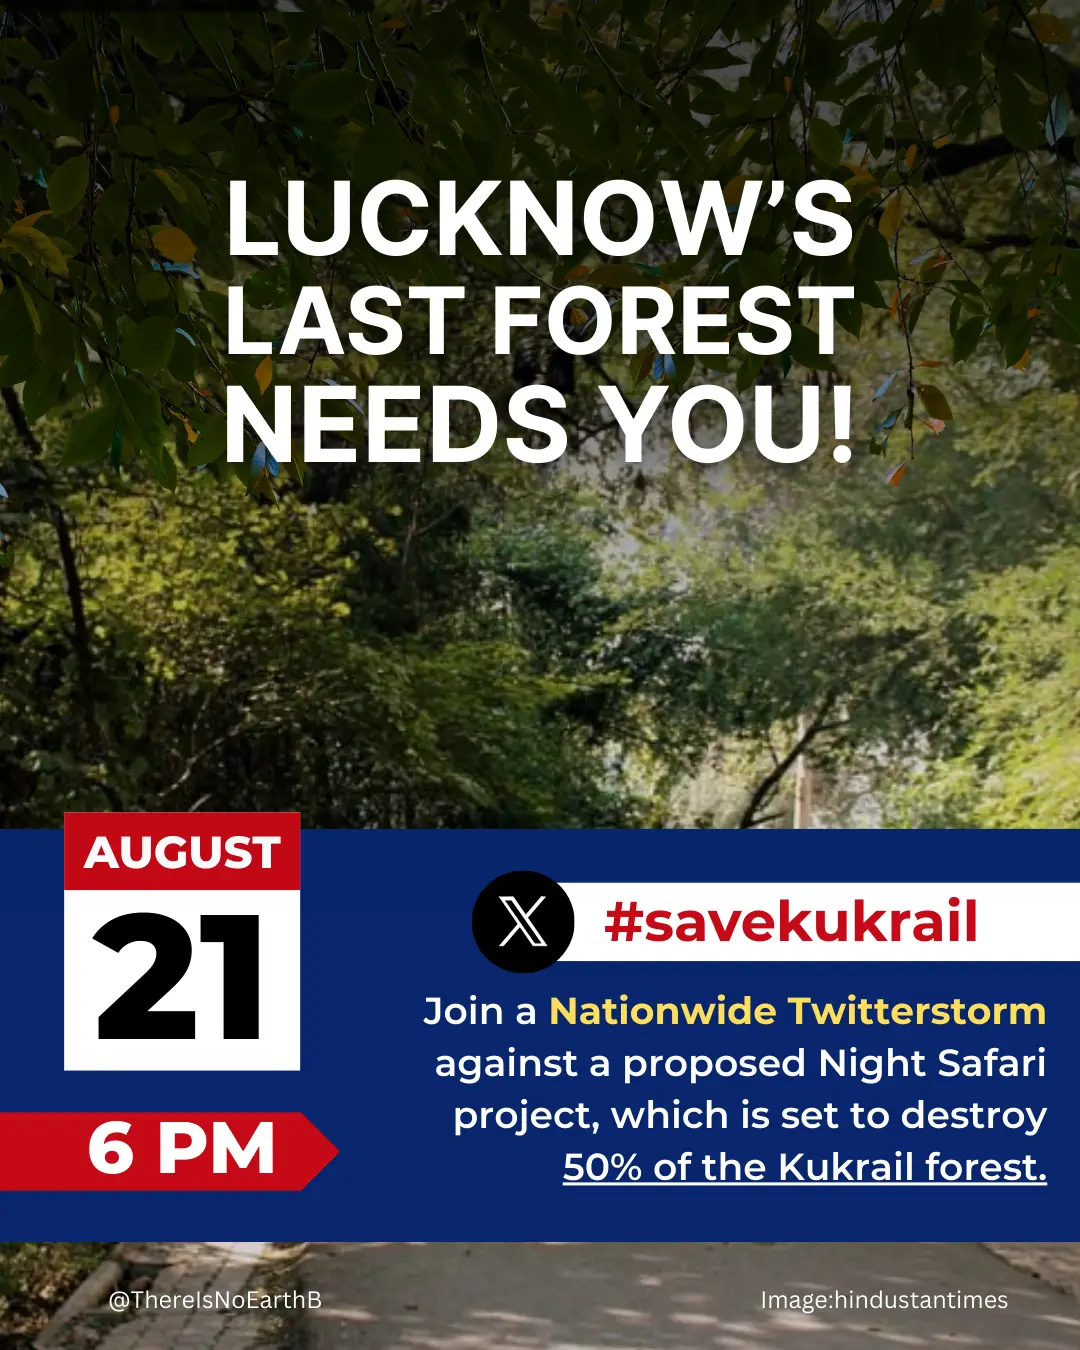 LUCKNOW’S
LAST FOREST
NEEDS YOU!
AUGUST
21
6 PM
#savekukrail
Join a Nationwide Twitterstorm
against a proposed Night Safari
project, which is set to destroy
50% of the Kukrail forest.
@ThereIsNoEarthB
Image:hindustantimes